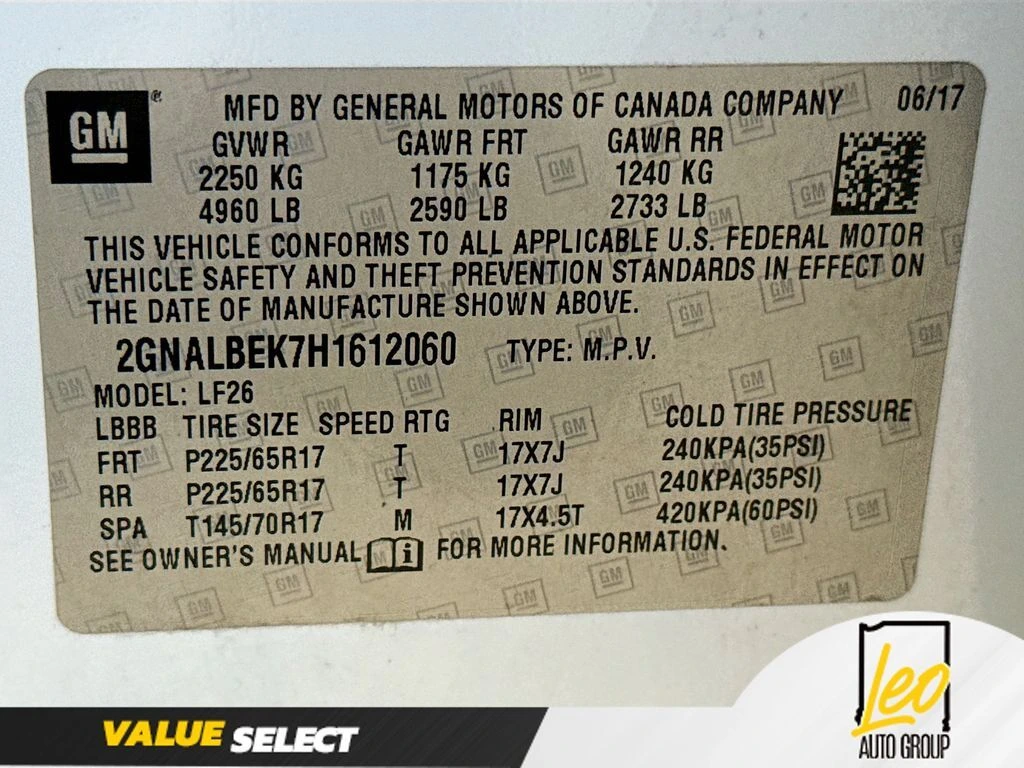 GM
MFD BY GENERAL MOTORS OF CANADA COMPANY 06/17
GVWR GAWR FRT GAWR RR
2250 KG 1175 KG 1240 KG
4960 LB 2590 LB 2733 LB
THIS VEHICLE CONFORMS TO ALL APPLICABLE U.S. FEDERAL MOTOR
VEHICLE SAFETY AND THEFT PREVENTION STANDARDS IN EFFECT ON
THE DATE OF MANUFACTURE SHOWN ABOVE.
2GNALBEK7H1612060 TYPE: M.P.V.
MODEL: LF26
LBBB TIRE SIZE SPEED RTG RIM COLD TIRE PRESSURE
FRT P225/65R17 T 17X7J 240KPA(35PSI)
RR P225/65R17 T 17X7J 240KPA(35PSI)
SPA T145/70R17 M 17X4.5T 420KPA(60PSI)
SEE OWNER'S MANUAL i FOR MORE INFORMATION.
Leo
AUTO GROUP
VALUE SELECT